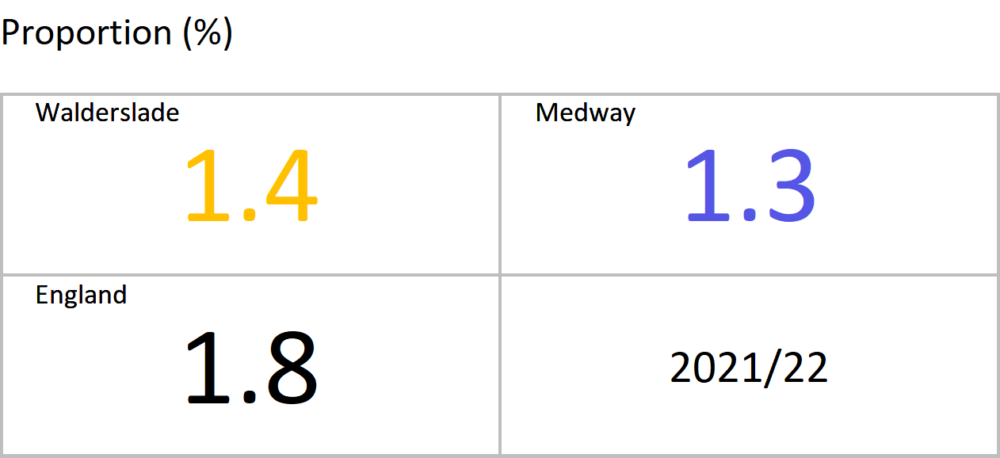 Proportion (%)
Walderslade
1.4
Medway
1.3
England
1.8
2021/22